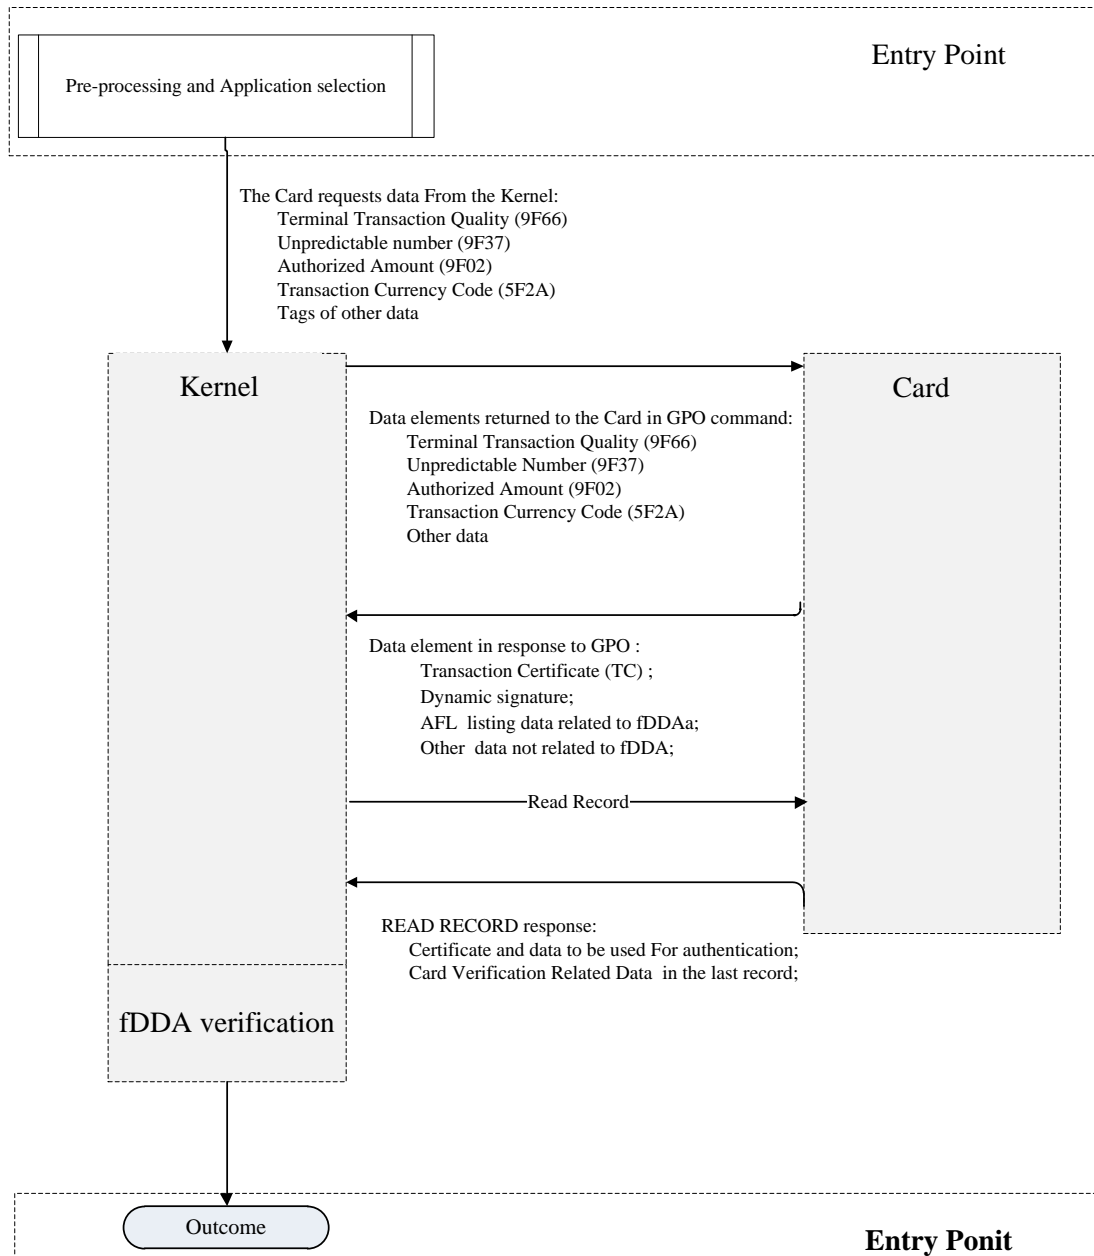 Entry Point
Pre-processing and Application selection
The Card requests data From the Kernel:
Terminal Transaction Quality (9F66)
Unpredictable number (9F37)
Authorized Amount (9F02)
Transaction Currency Code (5F2A)
Tags of other data
Kernel
Card
Data elements returned to the Card in GPO command:
Terminal Transaction Quality (9F66)
Unpredictable Number (9F37)
Authorized Amount (9F02)
Transaction Currency Code (5F2A)
Other data
Data element in response to GPO :
Transaction Certificate (TC) ;
Dynamic signature;
AFL listing data related to fDDAa;
Other data not related to fDDA;
Read Record
READ RECORD response:
Certificate and data to be used For authentication;
Card Verification Related Data in the last record;
fDDA verification
Outcome
Entry Ponit